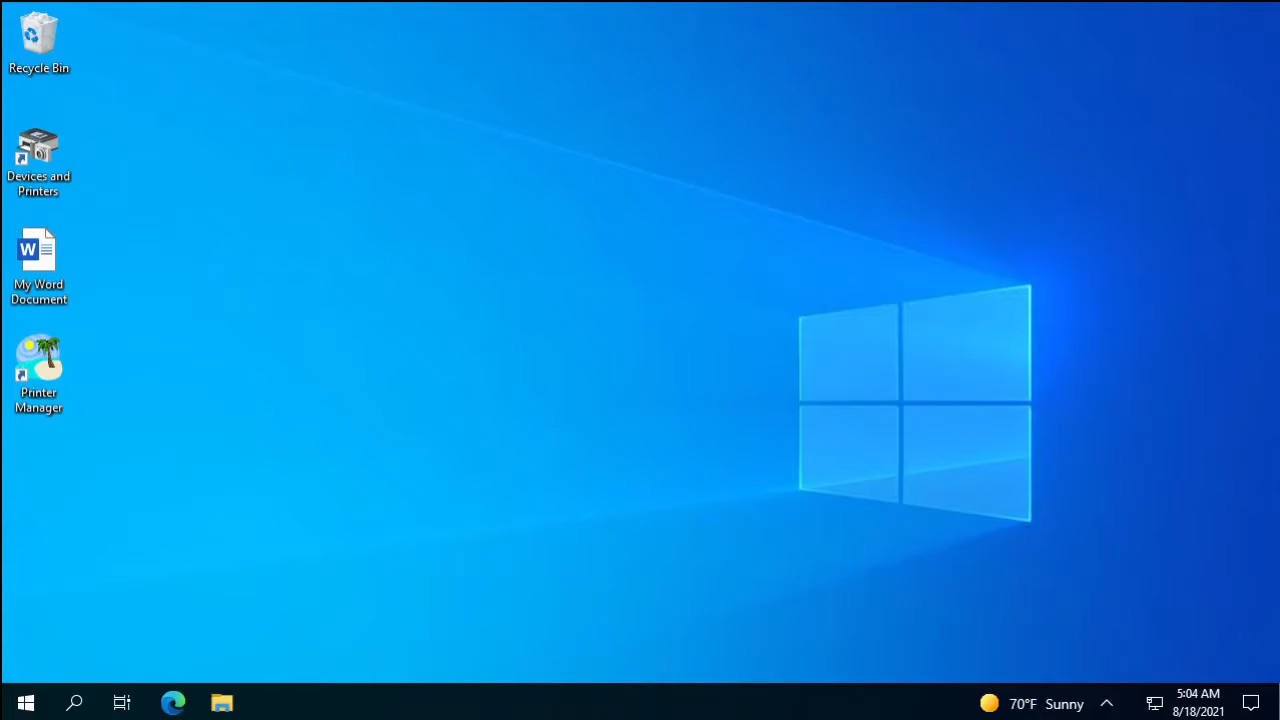 Recycle Bin
Devices and
Printers
W
My Word
Document
Printer
Manager
70°F Sunny
5:04 AM
8/18/2021